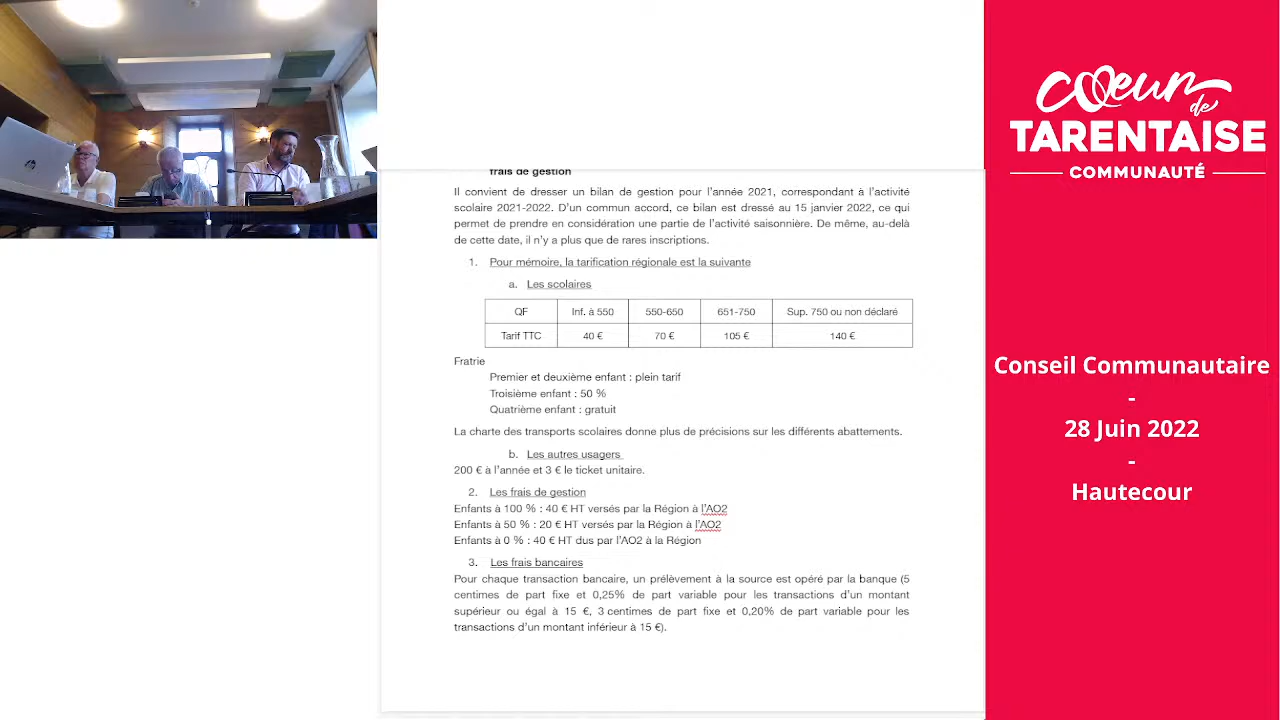 frais de gestion
Il convient de dresser un bilan de gestion pour l'année 2021, correspondant à l'activité
scolaire 2021-2022. D'un commun accord, ce bilan est dressé au 15 janvier 2022, ce qui
permet de prendre en considération une partie de l'activité saisonnière. De même, au-delà
de cette date, il n'y a plus que de rares inscriptions.
1. Pour mémoire, la tarification régionale est la suivante
a. Les scolaires
QF Inf. à 550 550-650 651-750 Sup. 750 ou non déclaré
Tarif TTC 40 € 70 € 105 € 140 €
Fratrie
Premier et deuxième enfant : plein tarif
Troisième enfant : 50 %
Quatrième enfant : gratuit
La charte des transports scolaires donne plus de précisions sur les différents abattements.
b. Les autres usagers
200 € à l'année et 3 € le ticket unitaire.
2. Les frais de gestion
Enfants à 100 % : 40 € HT versés par la Région à l'AO2
Enfants à 50 % : 20 € HT versés par la Région à l'AO2
Enfants à 0 % : 40 € HT dus par l'AO2 à la Région
3. Les frais bancaires
Pour chaque transaction bancaire, un prélèvement à la source est opéré par la banque (5
centimes de part fixe et 0,25% de part variable pour les transactions d'un montant
supérieur ou égal à 15 €, 3 centimes de part fixe et 0,20% de part variable pour les
transactions d'un montant inférieur à 15 €).
cœur
de
TARENTAISE
COMMUNAUTÉ
Conseil Communautaire
-
28 Juin 2022
-
Hautecour